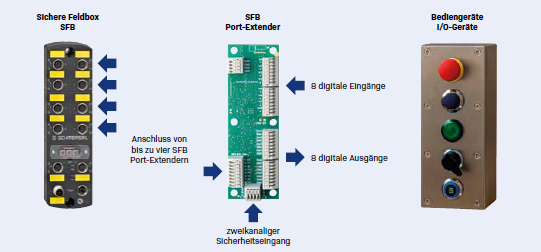 Sichere Feldbox
SFB
SFB
Port-Extender
Bediengeräte
I/O-Geräte
8 digitale Eingänge
Anschluss von
bis zu vier SFB
Port-Extendern
8 digitale Ausgänge
zweikanaliger
Sicherheitseingang
SCHMERSAL